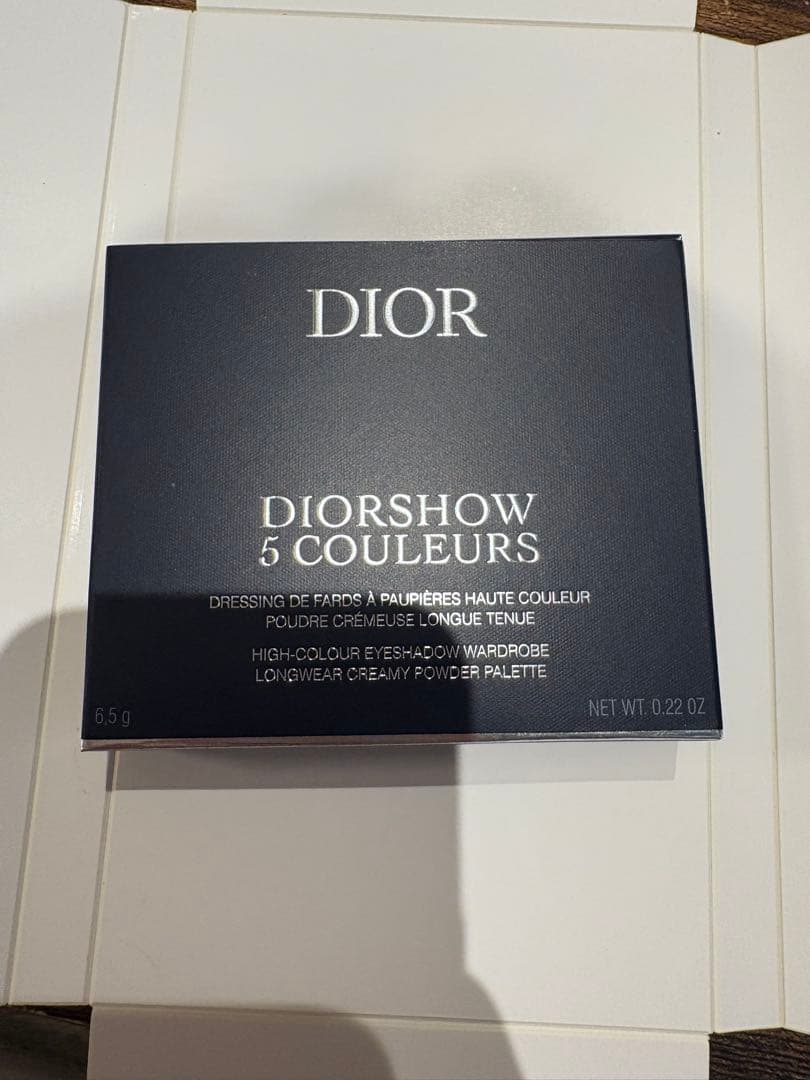 DIOR
DIORSHOW
5 COULEURS
DRESSING DE FARDS À PAUPIÈRES HAUTE COULEUR
POUDRE CRÉMEUSE LONGUE TENUE
HIGH-COLOUR EYESHADOW WARDROBE
LONGWEAR CREAMY POWDER PALETTE
6,5 g
NET WT. 0.22 OZ